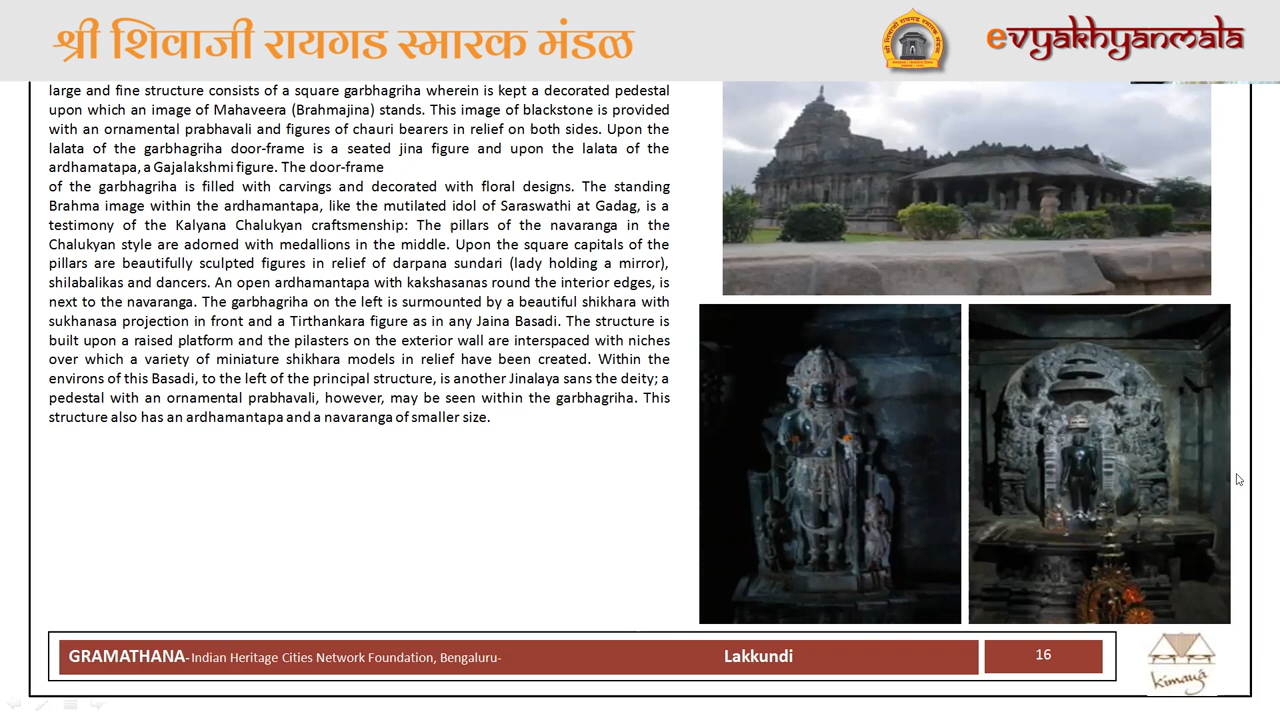 श्री शिवाजी रायगड स्मारक मंडळ
evyakhyanmala
large and fine structure consists of a square garbhagriha wherein is kept a decorated pedestal
upon which an image of Mahaveera (Brahmajina) stands. This image of blackstone is provided
with an ornamental prabhavali and figures of chauri bearers in relief on both sides. Upon the
lalata of the garbhagriha door-frame is a seated jina figure and upon the lalata of the
ardhamatapa, a Gajalakshmi figure. The door-frame
of the garbhagriha is filled with carvings and decorated with floral designs. The standing
Brahma image within the ardhamantapa, like the mutilated idol of Saraswathi at Gadag, is a
testimony of the Kalyana Chalukyan craftsmenship: The pillars of the navaranga in the
Chalukyan style are adorned with medallions in the middle. Upon the square capitals of the
pillars are beautifully sculpted figures in relief of darpana sundari (lady holding a mirror),
shilabalikas and dancers. An open ardhamantapa with kakshasanas round the interior edges, is
next to the navaranga. The garbhagriha on the left is surmounted by a beautiful shikhara with
sukhanasa projection in front and a Tirthankara figure as in any Jaina Basadi. The structure is
built upon a raised platform and the pilasters on the exterior wall are interspaced with niches
over which a variety of miniature shikhara models in relief have been created. Within the
environs of this Basadi, to the left of the principal structure, is another Jinalaya sans the deity; a
pedestal with an ornamental prabhavali, however, may be seen within the garbhagriha. This
structure also has an ardhamantapa and a navaranga of smaller size.
GRAMATHANA- Indian Heritage Cities Network Foundation, Bengaluru-
Lakkundi
16
kimaya